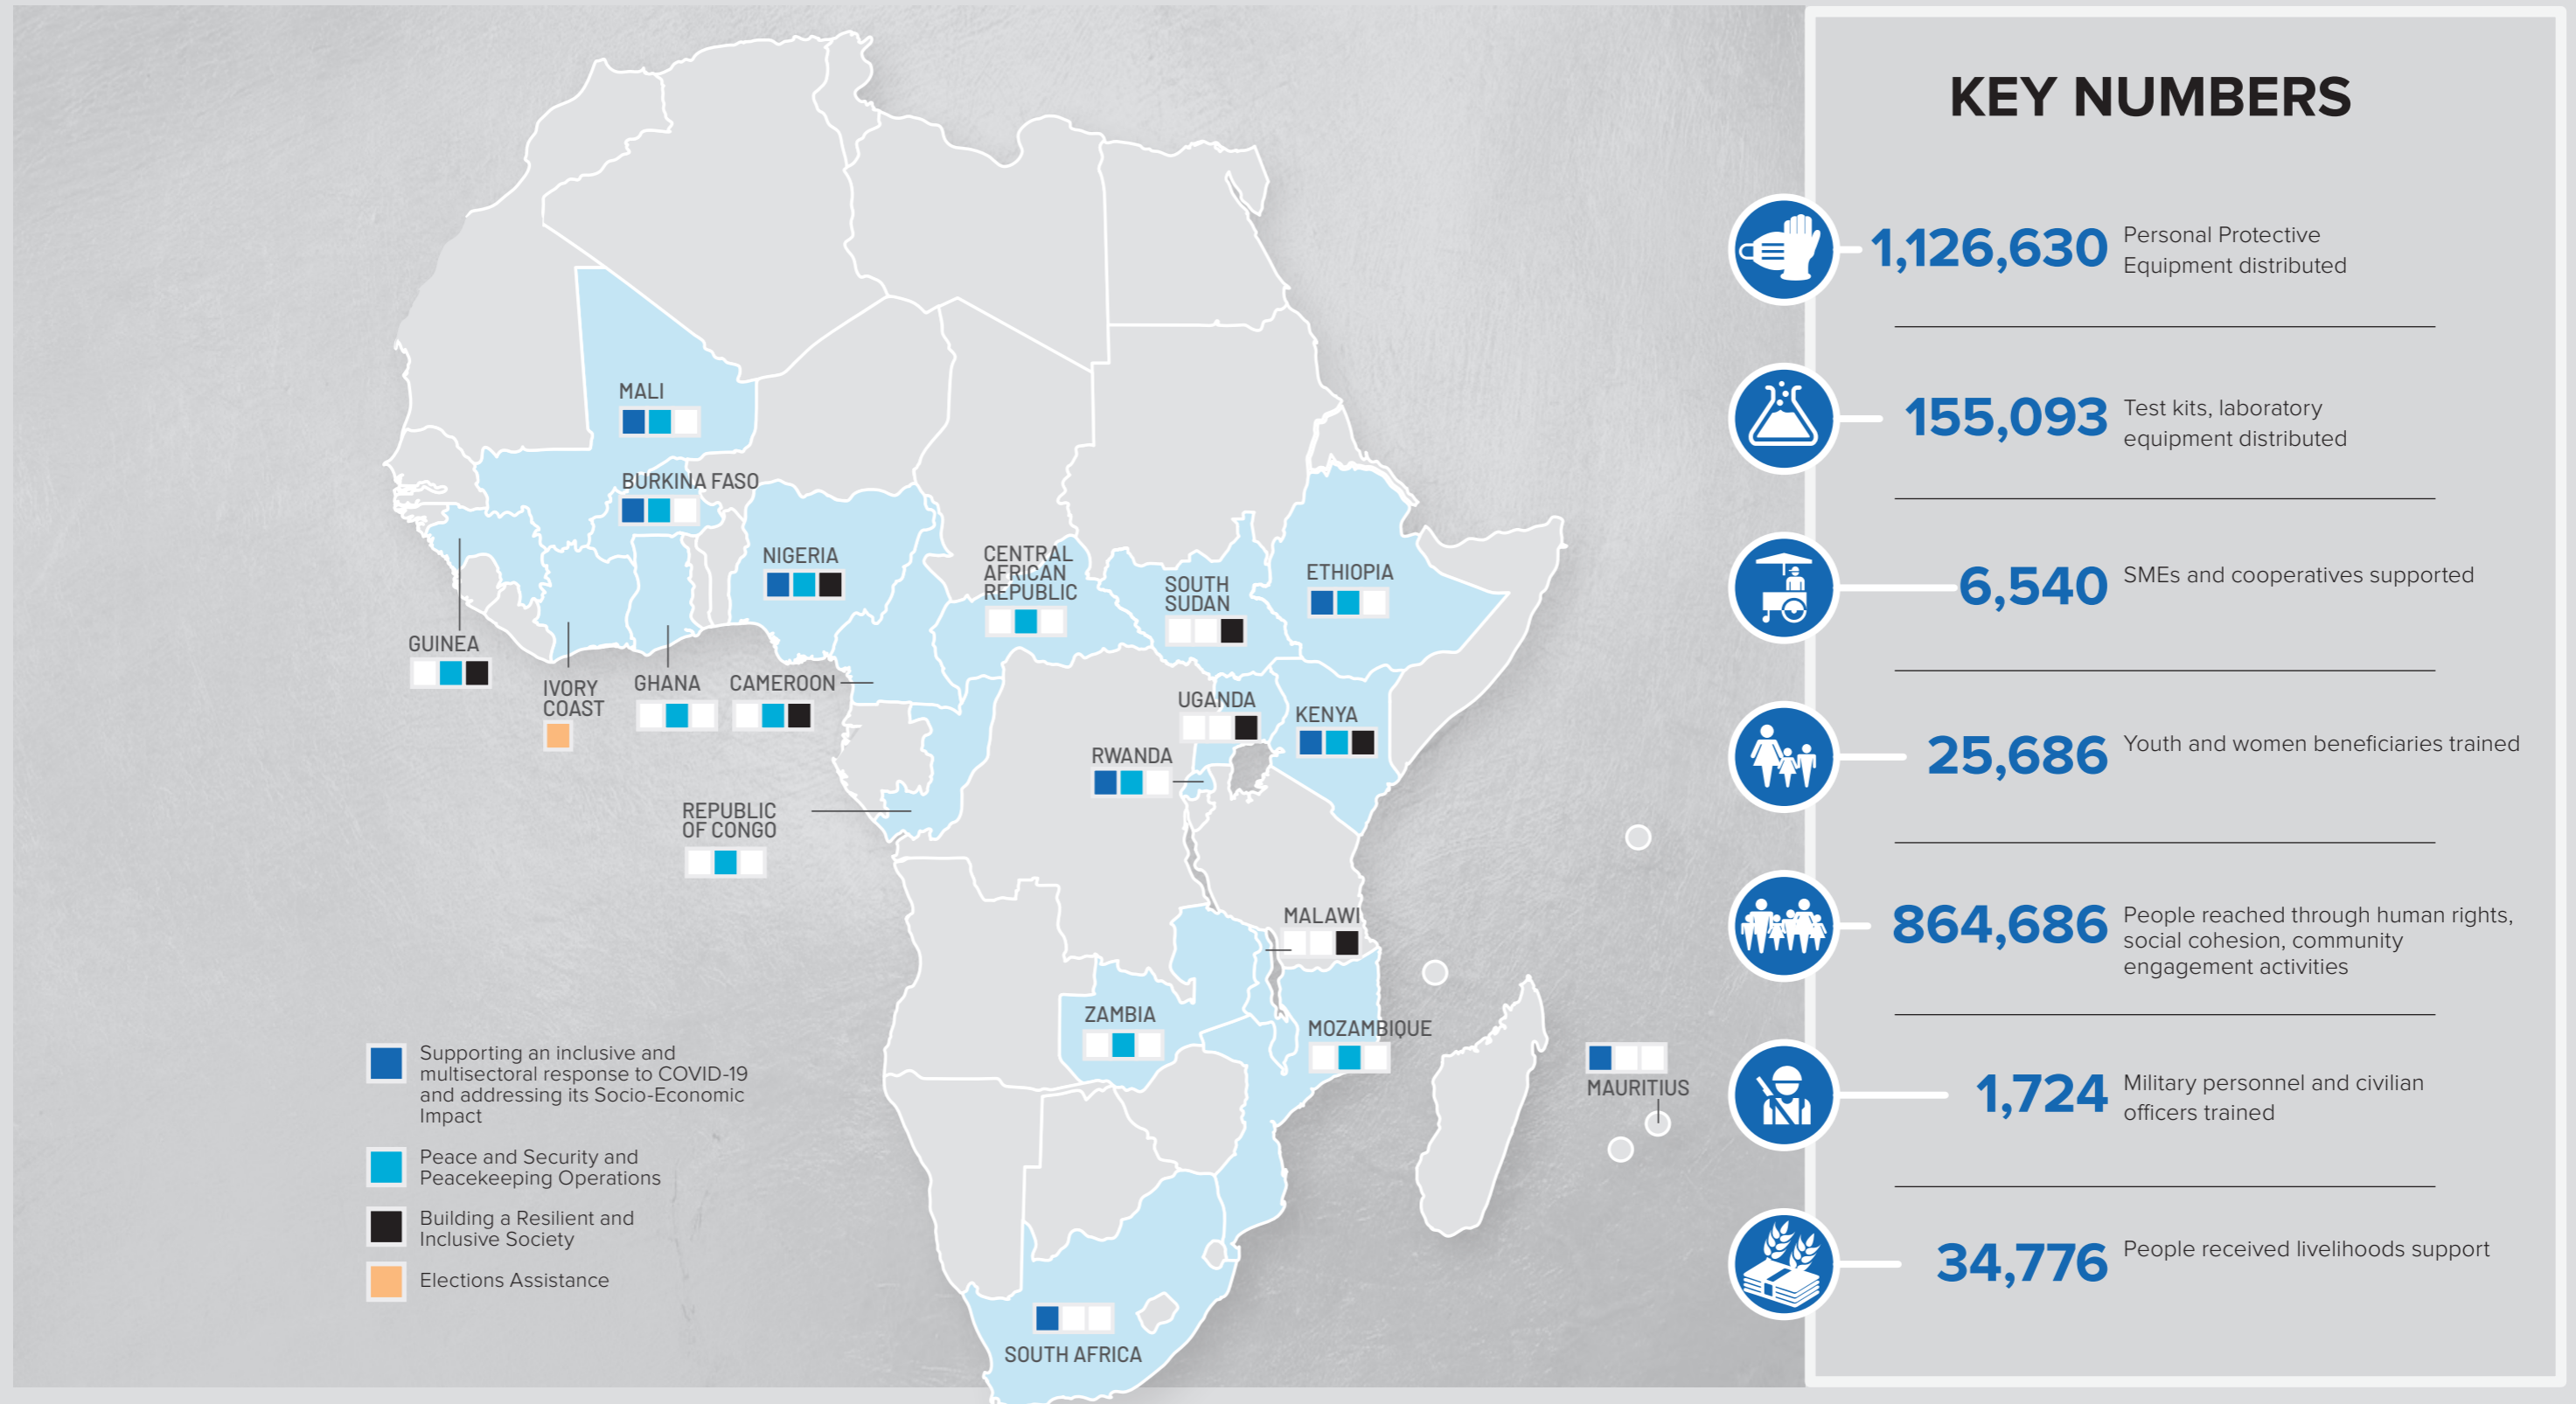 KEY NUMBERS
1,126,630
Personal Protective
Equipment distributed
155,093
Test kits, laboratory
equipment distributed
6,540
SMEs and cooperatives supported
25,686
Youth and women beneficiaries trained
864,686
People reached through human rights,
social cohesion, community
engagement activities
1,724
Military personnel and civilian
officers trained
34,776
People received livelihoods support
MALI
BURKINA FASO
NIGERIA
CENTRAL
AFRICAN
REPUBLIC
SOUTH
SUDAN
ETHIOPIA
GUINEA
IVORY
COAST
GHANA
CAMEROON
UGANDA
KENYA
RWANDA
REPUBLIC
OF CONGO
MALAWI
ZAMBIA
MOZAMBIQUE
MAURITIUS
SOUTH AFRICA
Supporting an inclusive and
multisectoral response to COVID-19
and addressing its Socio-Economic
Impact
Peace and Security and
Peacekeeping Operations
Building a Resilient and
Inclusive Society
Elections Assistance